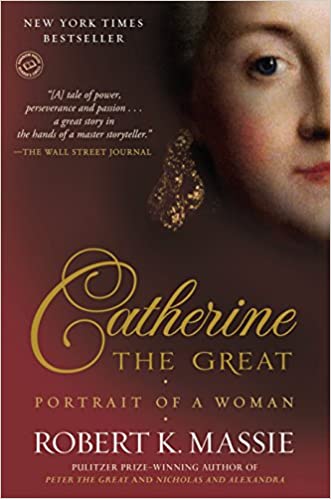 NEW YORK TIMES
BESTSELLER
"[A] tale of power,
perseverance and passion . . .
a great story in
the hands of a master storyteller."
—THE WALL STREET JOURNAL
Catherine
THE GREAT
PORTRAIT OF A WOMAN
ROBERT K. MASSIE
PULITZER PRIZE–WINNING AUTHOR OF
PETER THE GREAT AND NICHOLAS AND ALEXANDRA